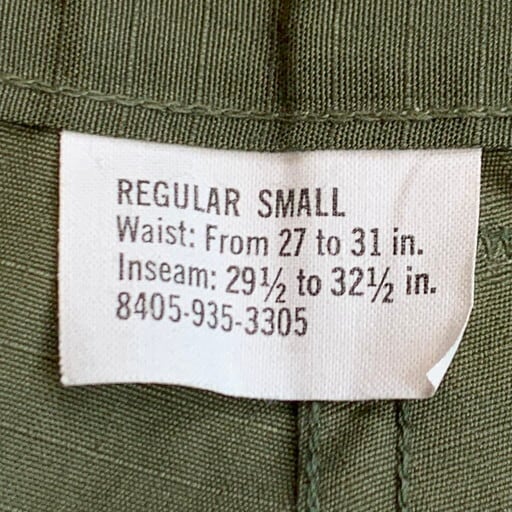 REGULAR SMALL
Waist: From 27 to 31 in.
Inseam: 29½ to 32½ in.
8405-935-3305